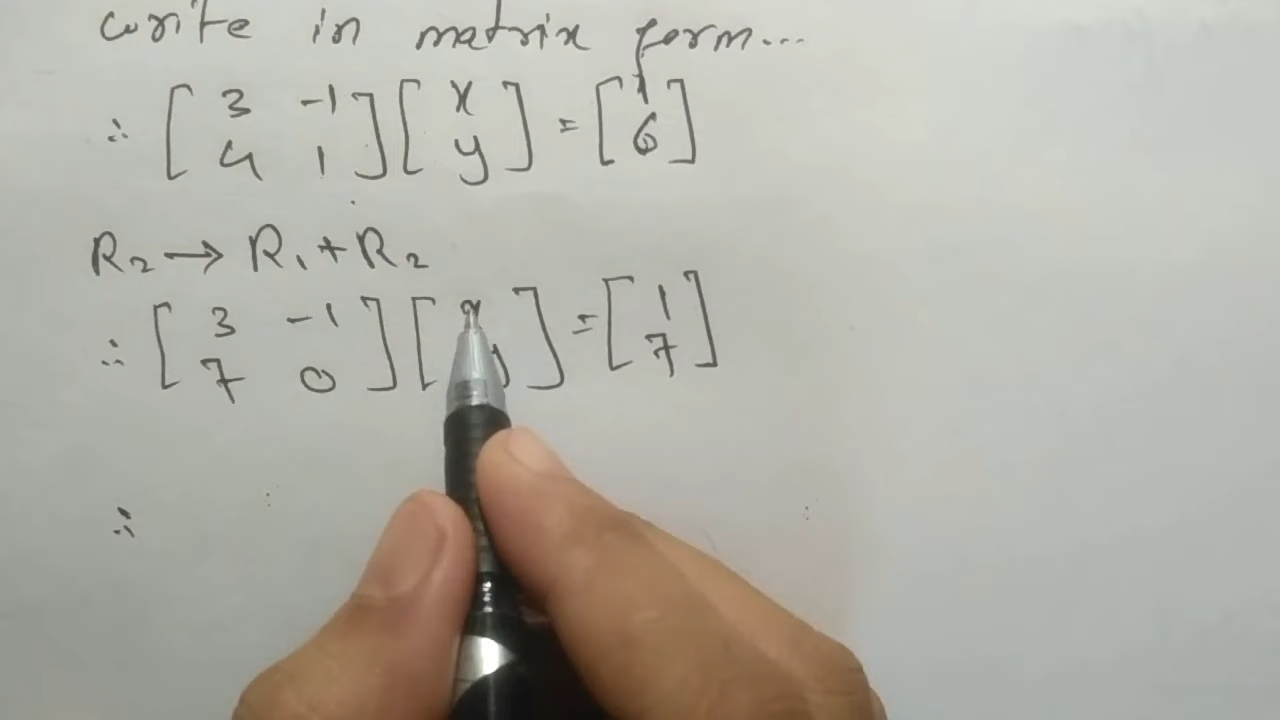 write in matrix form...
∴ [ 3 -1 ] [ x ] = [ 1 ]
[ 4 1 ] [ y ] [ 6 ]
R₂ → R₁ + R₂
∴ [ 3 -1 ] [ x ] = [ 1 ]
[ 7 0 ] [ y ] [ 7 ]
∴